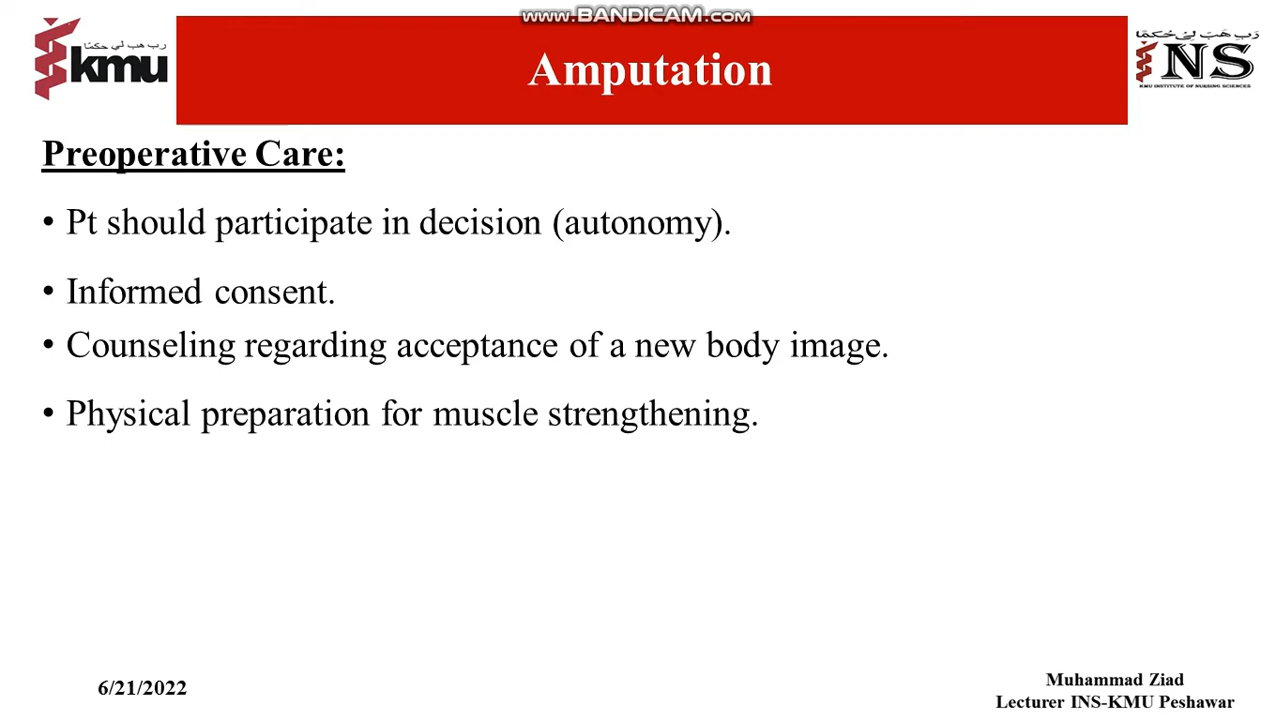 www.BANDICAM.com
رب هب لي حكما
kmu
Amputation
رَبِّ هَبْ لِي حُكْمًا
INS
KMU INSTITUTE OF NURSING SCIENCES
Preoperative Care:
• Pt should participate in decision (autonomy).
• Informed consent.
• Counseling regarding acceptance of a new body image.
• Physical preparation for muscle strengthening.
6/21/2022
Muhammad Ziad
Lecturer INS-KMU Peshawar